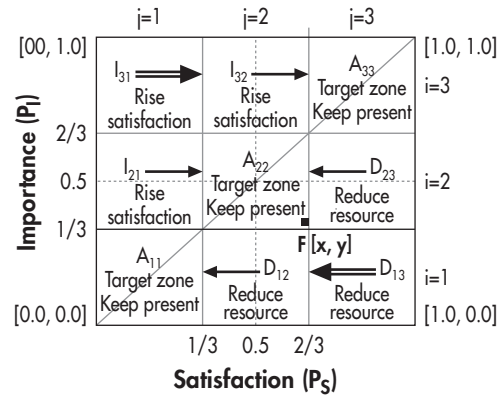 j=1 j=2 j=3
[00, 1.0] [1.0, 1.0]
I31 I32 A33
Rise satisfaction
Rise satisfaction
Target zone
Keep present
i=3
2/3
I21 A22 D23
Rise satisfaction
Target zone
Keep present
Reduce resource
0.5
i=2
1/3
F [x, y]
A11 D12 D13
Target zone
Keep present
Reduce resource
Reduce resource
i=1
[0.0, 0.0] [1.0, 0.0]
1/3 0.5 2/3
Satisfaction (PS)
Importance (PI)